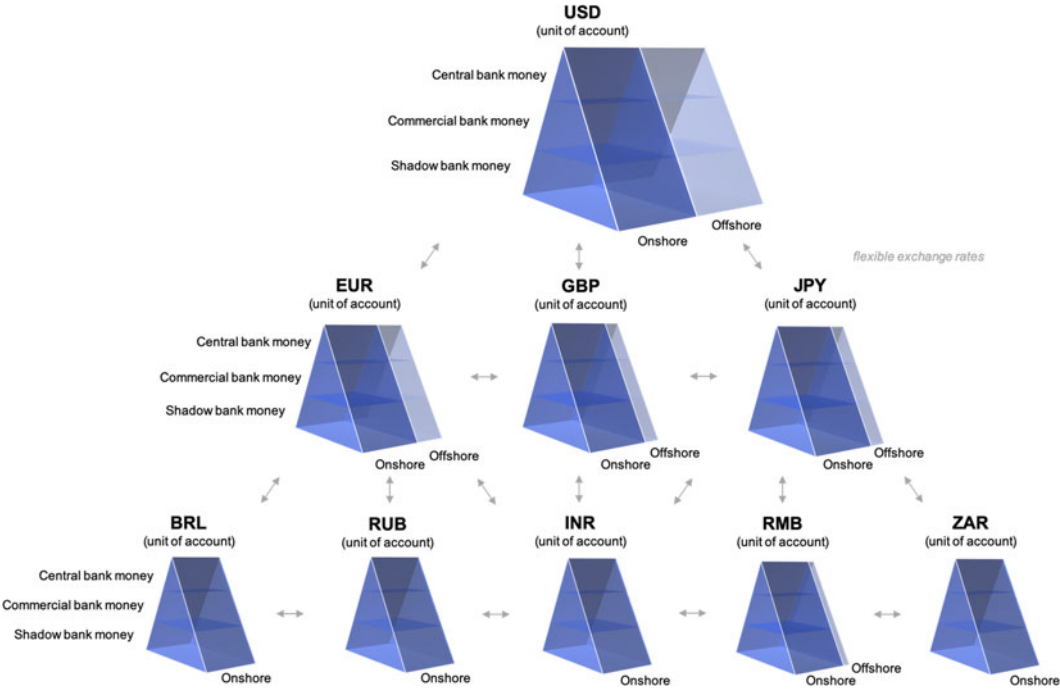 USD
(unit of account)
Central bank money
Commercial bank money
Shadow bank money
Offshore
Onshore
flexible exchange rates
EUR
(unit of account)
GBP
(unit of account)
JPY
(unit of account)
Central bank money
Commercial bank money
Shadow bank money
Onshore
Offshore
Onshore
Offshore
Onshore
Offshore
BRL
(unit of account)
RUB
(unit of account)
INR
(unit of account)
RMB
(unit of account)
ZAR
(unit of account)
Central bank money
Commercial bank money
Shadow bank money
Onshore
Onshore
Onshore
Onshore
Offshore
Onshore